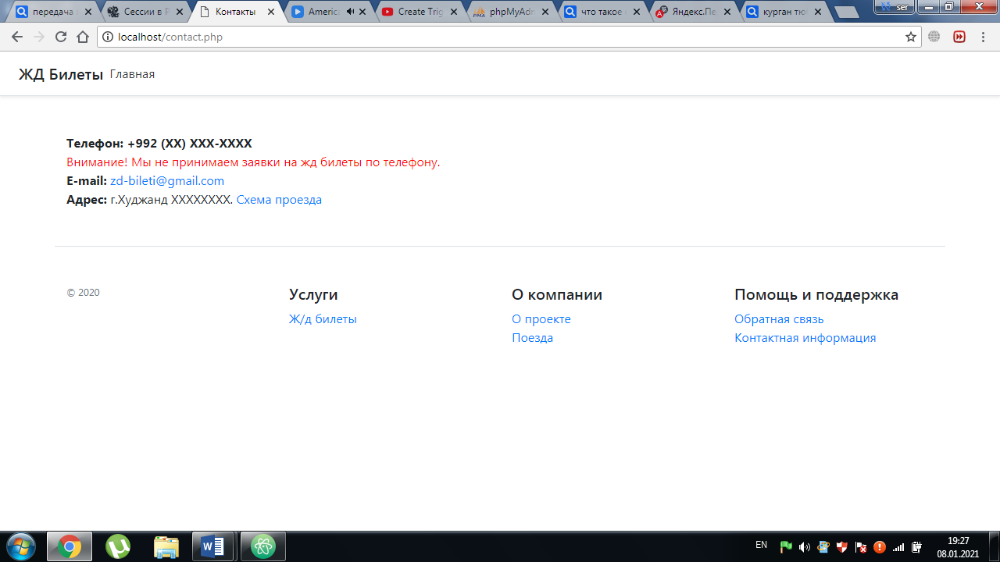 передача
Сессии в P
Контакты
America
Create Trig
phpMyAdm
что такое
Яндекс.Пе
курган тю
ser
localhost/contact.php
ЖД Билеты Главная
Телефон: +992 (XX) XXX-XXXX
Внимание! Мы не принимаем заявки на жд билеты по телефону.
E-mail: zd-bileti@gmail.com
Адрес: г.Худжанд XXXXXXXX. Схема проезда
© 2020
Услуги
Ж/д билеты
О компании
О проекте
Поезда
Помощь и поддержка
Обратная связь
Контактная информация
EN
19:27
08.01.2021